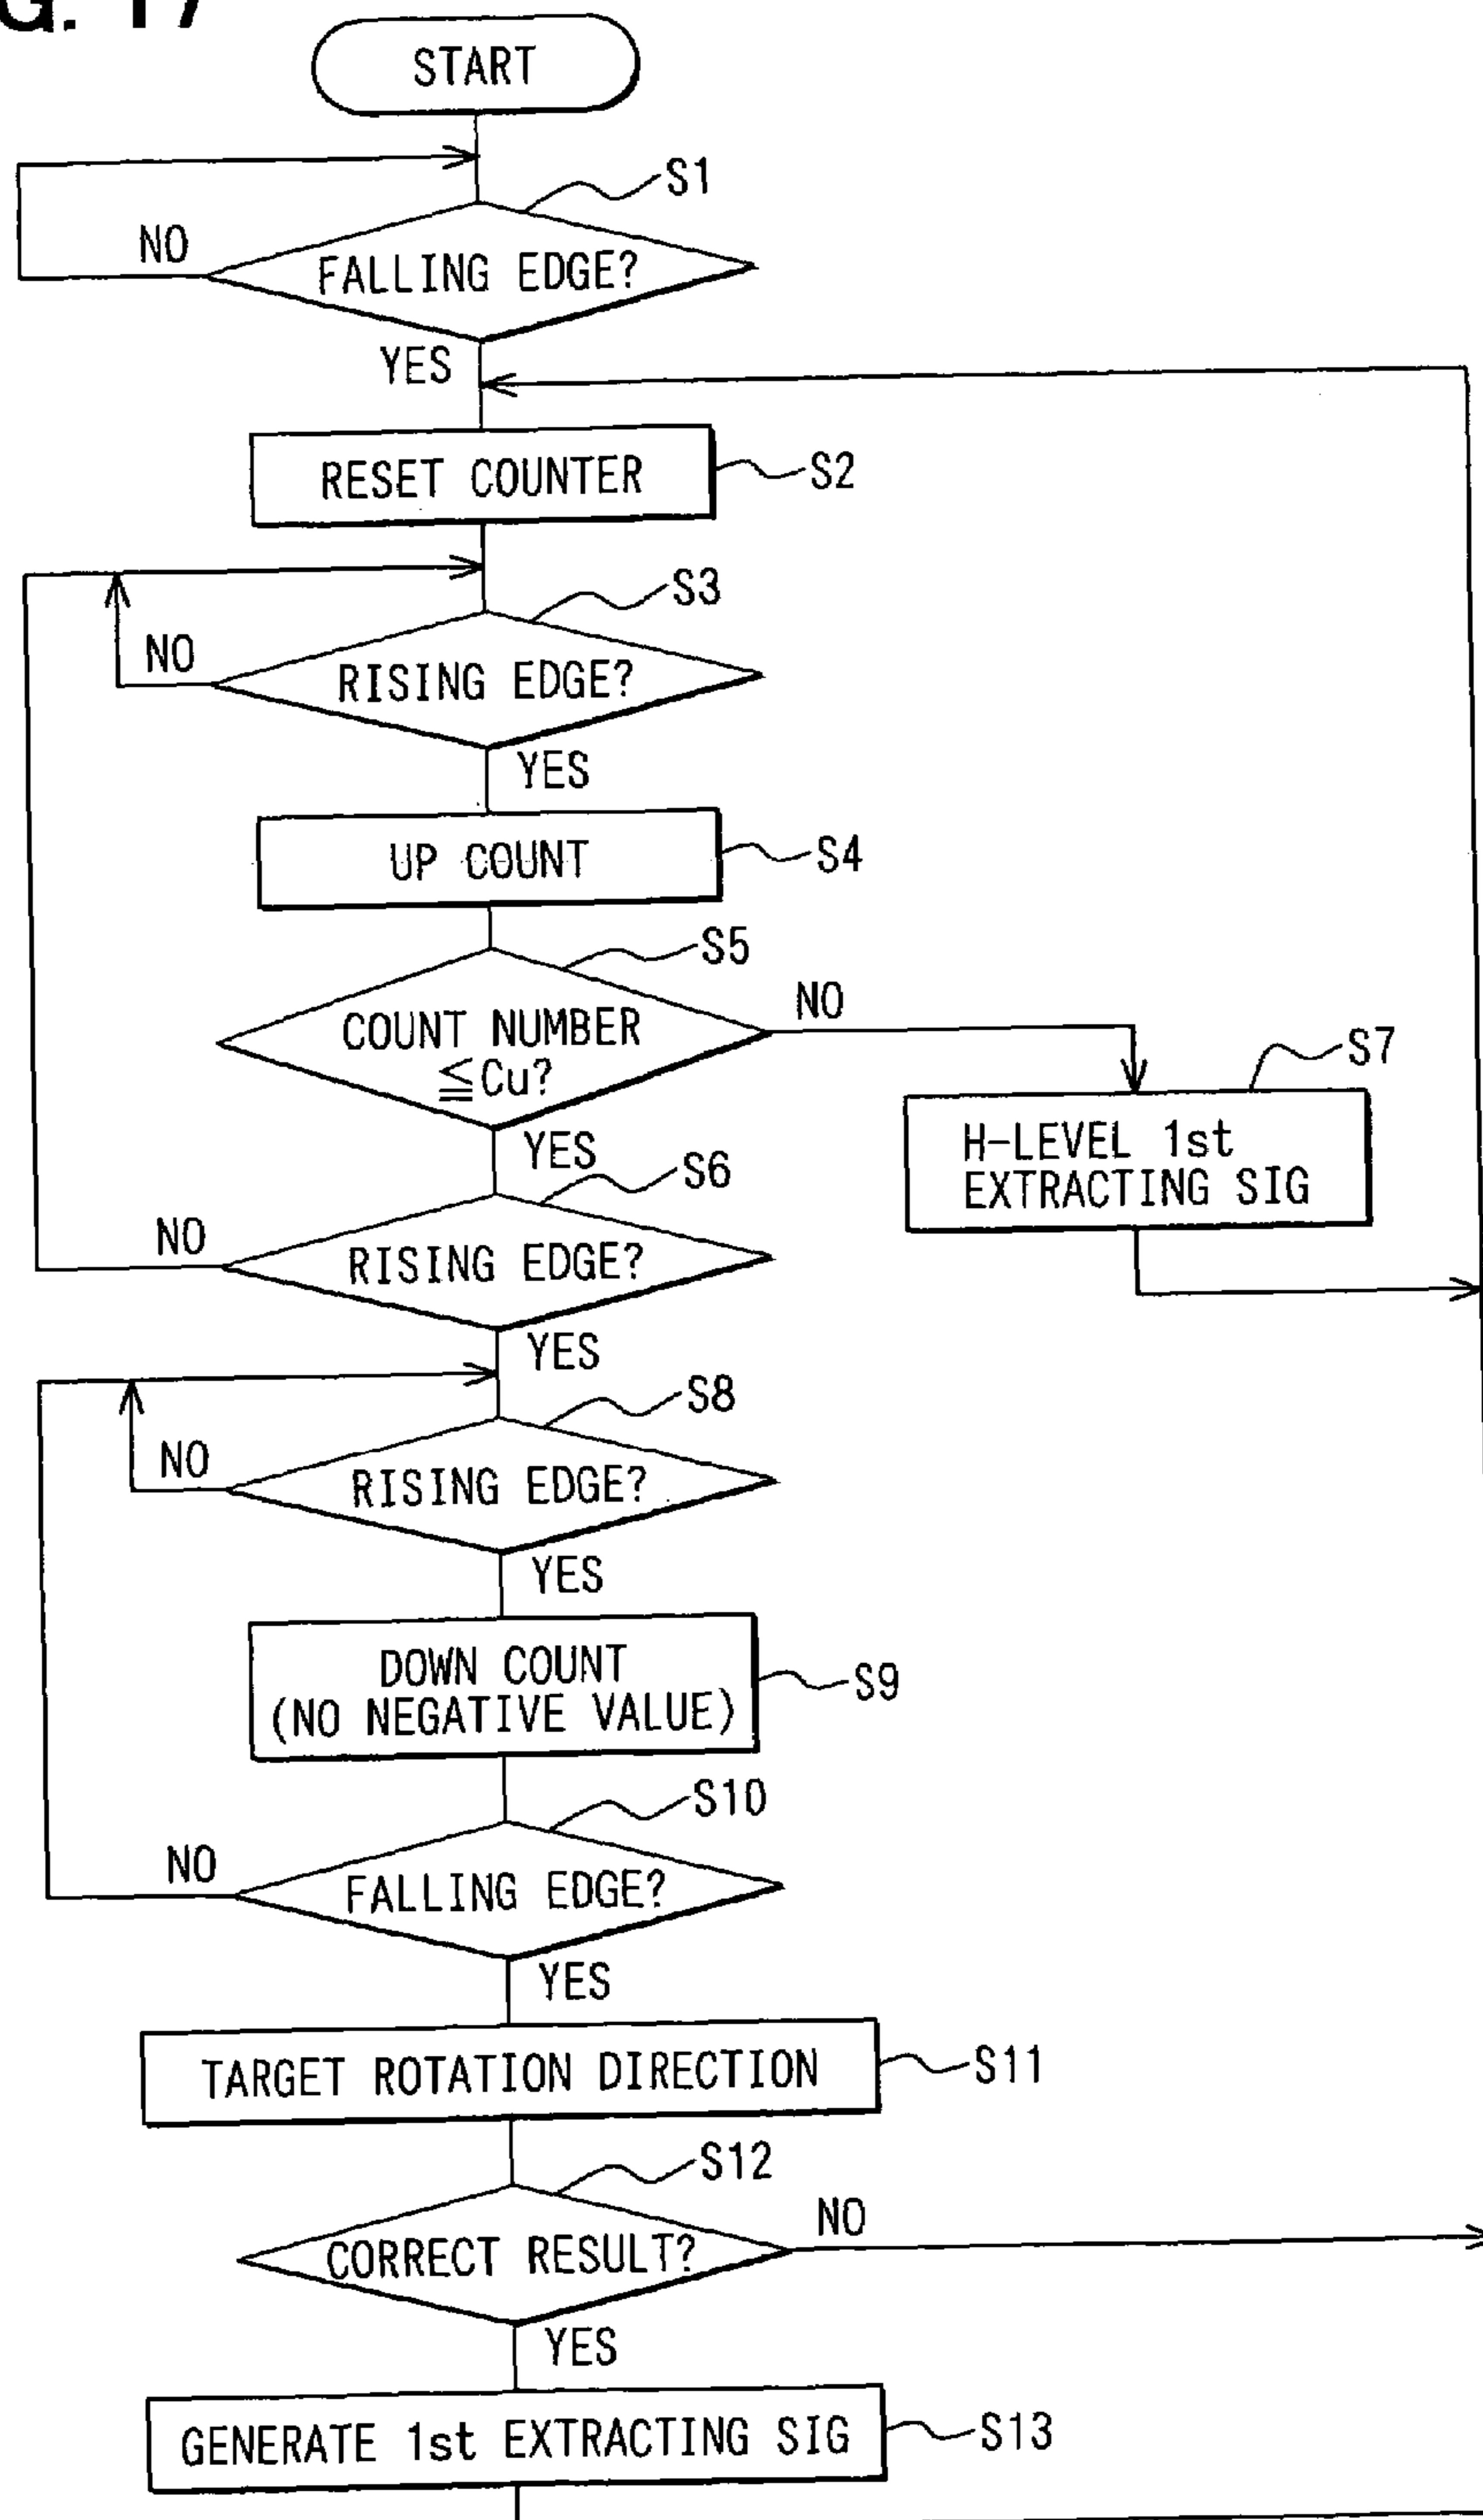 G. 17
START
S1
NO
FALLING EDGE?
YES
RESET COUNTER
S2
S3
NO
RISING EDGE?
YES
UP COUNT
S4
S5
NO
COUNT NUMBER
≦Cu?
S7
H-LEVEL 1st
EXTRACTING SIG
YES
S6
NO
RISING EDGE?
YES
S8
NO
RISING EDGE?
YES
DOWN COUNT
(NO NEGATIVE VALUE)
S9
S10
NO
FALLING EDGE?
YES
TARGET ROTATION DIRECTION
S11
S12
NO
CORRECT RESULT?
YES
GENERATE 1st EXTRACTING SIG
S13